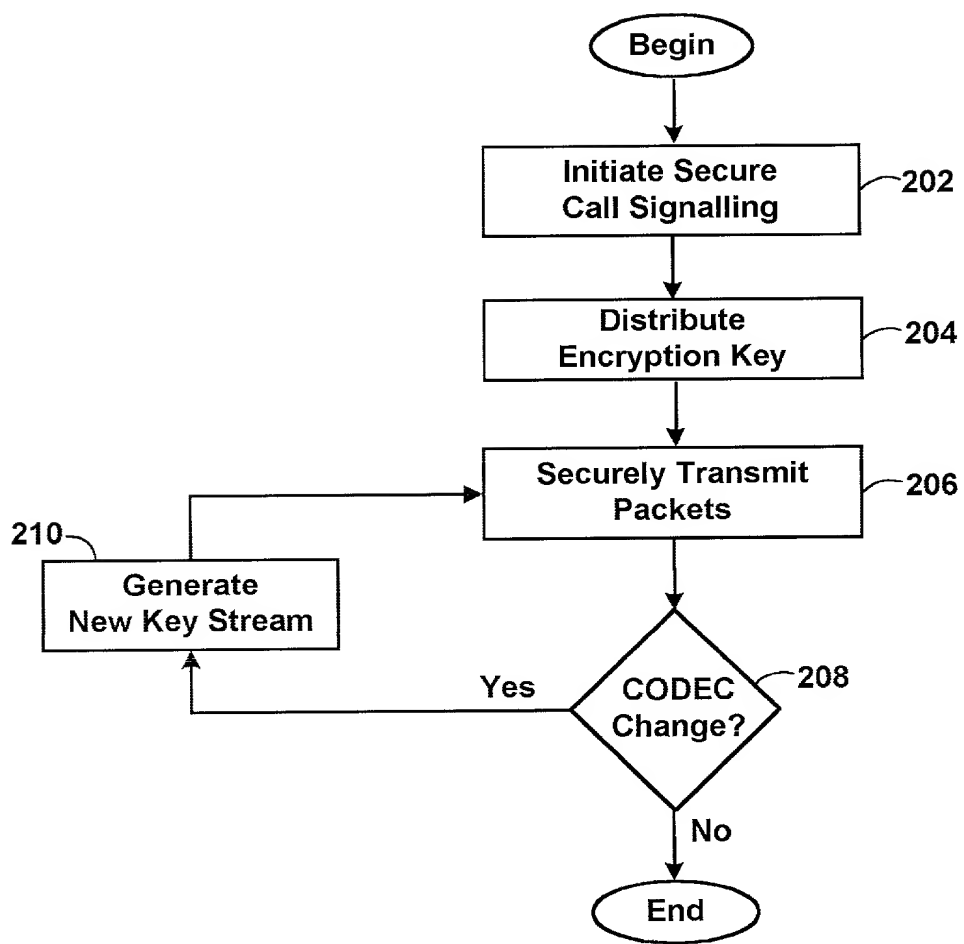 Begin
Initiate Secure
Call Signalling
202
Distribute
Encryption Key
204
Securely Transmit
Packets
206
210
Generate
New Key Stream
CODEC
Change?
208
Yes
No
End